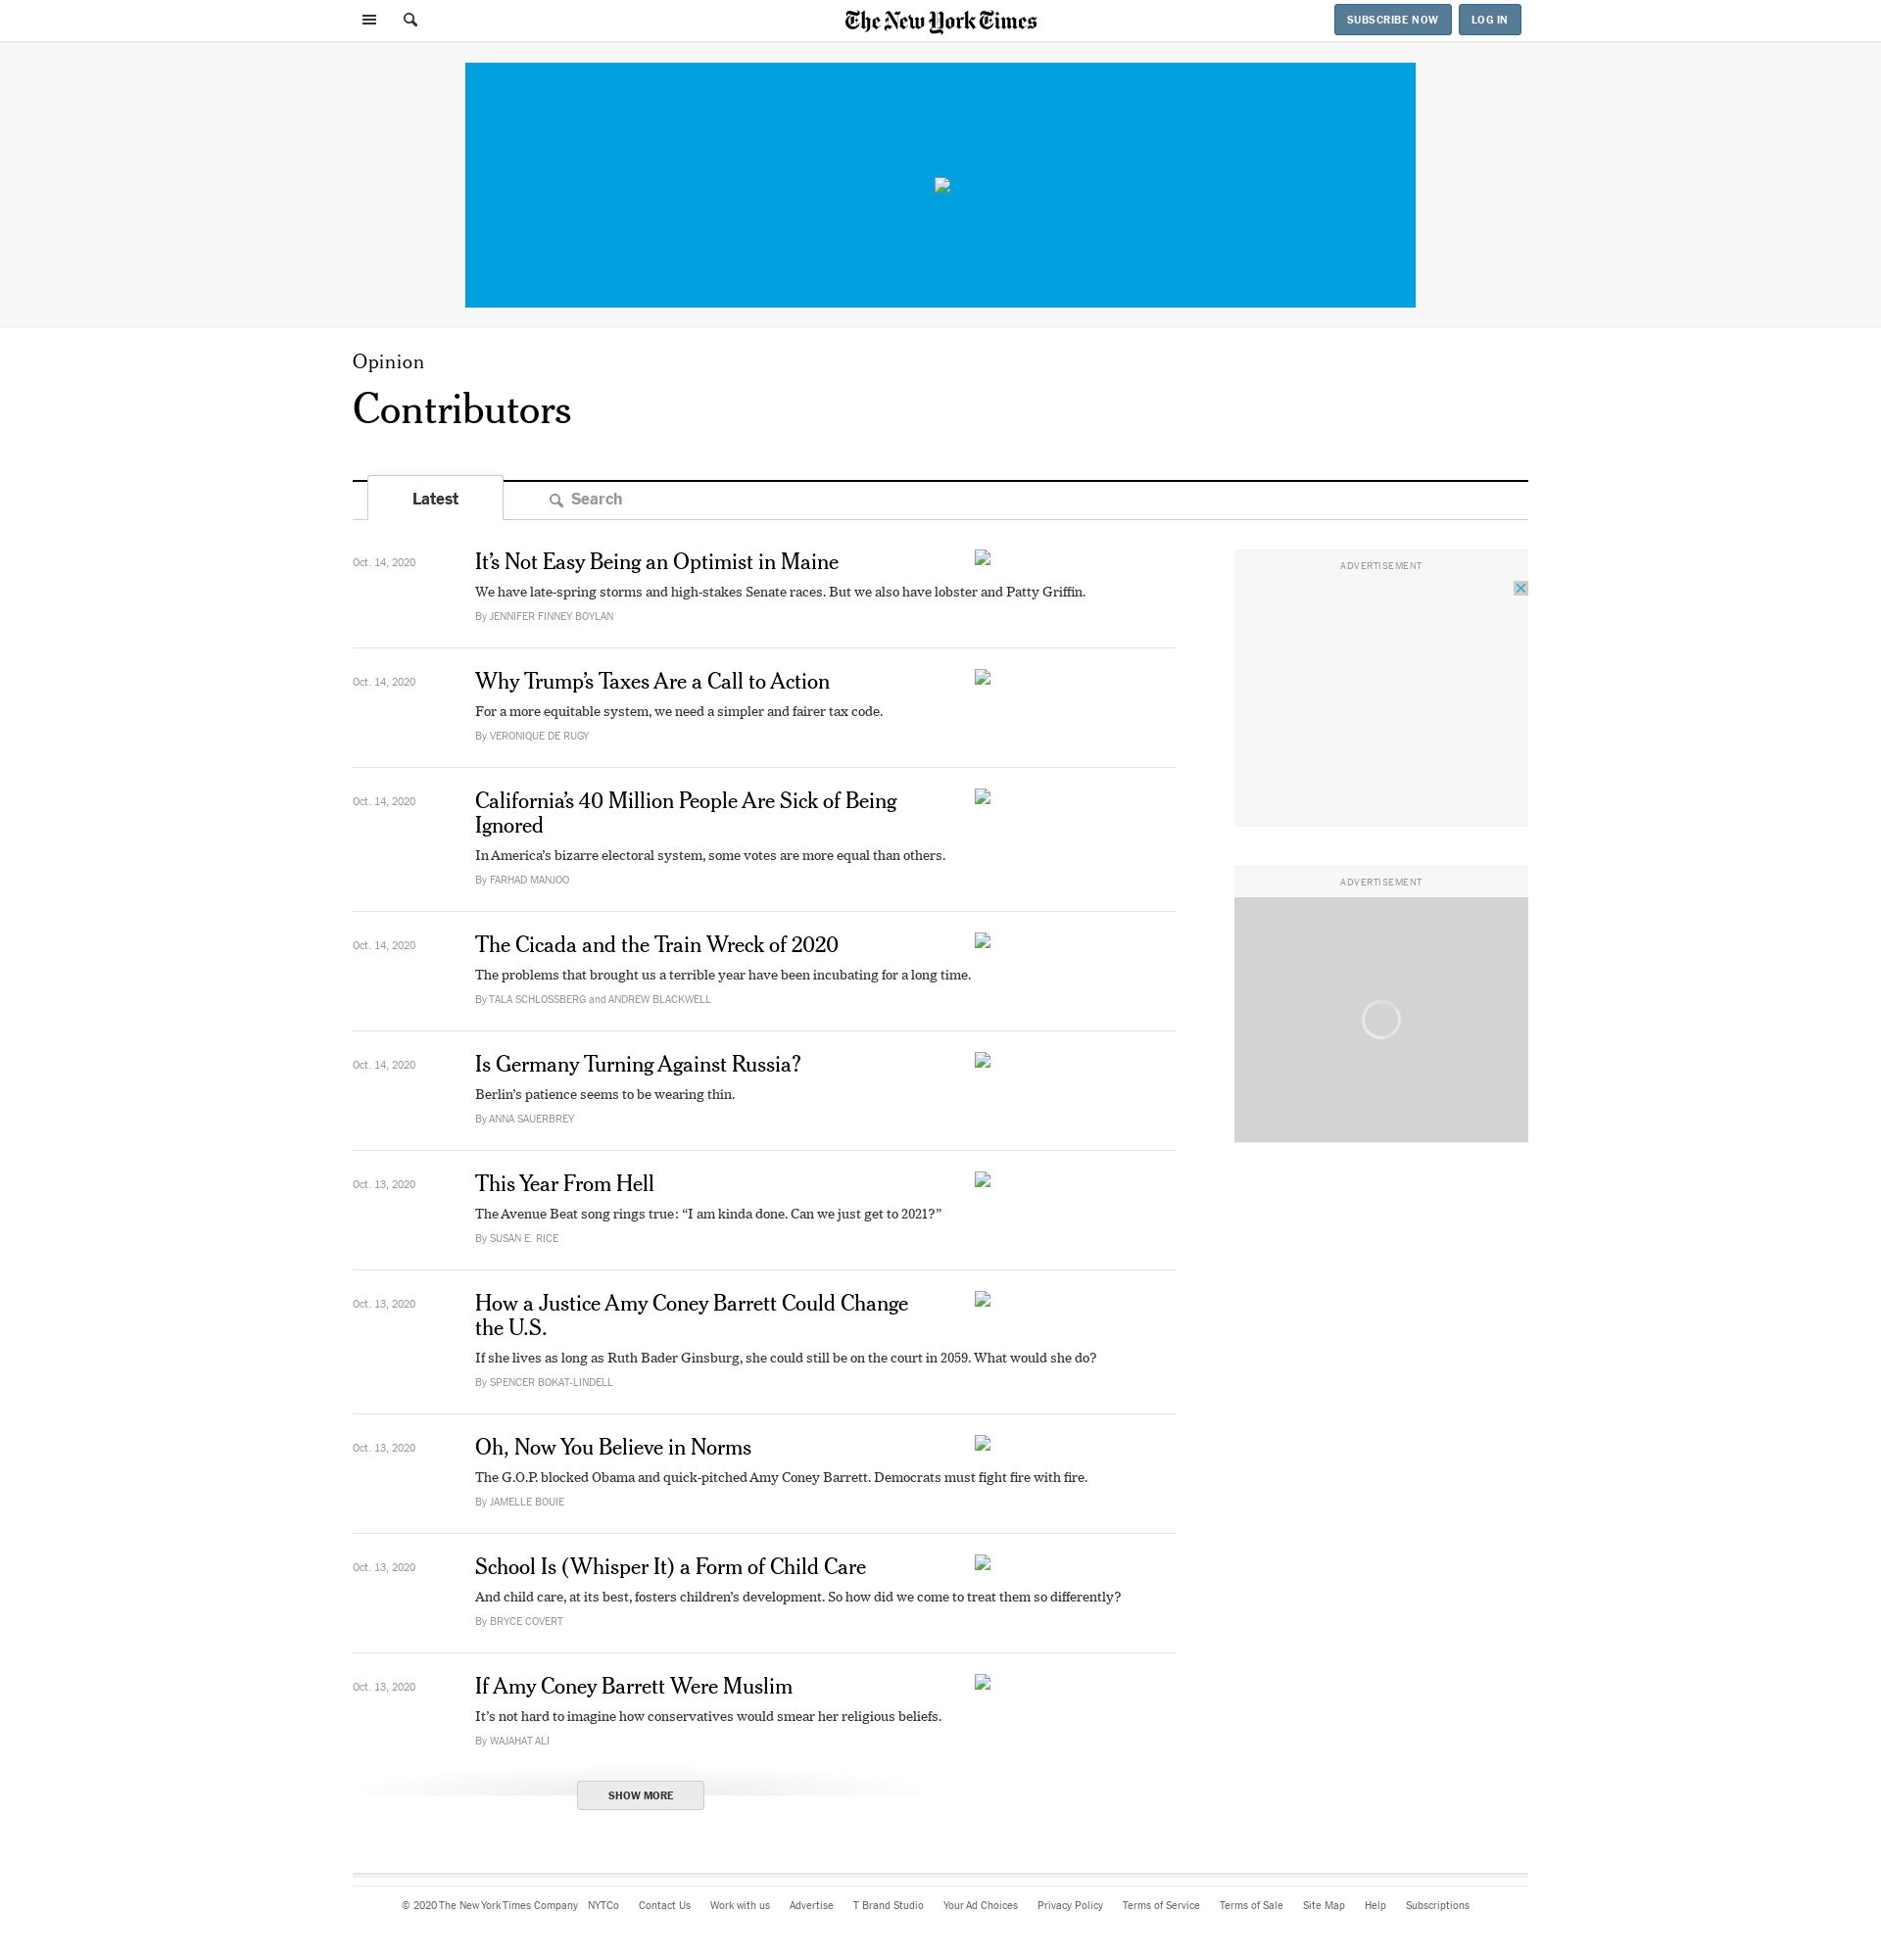 The New York Times
SUBSCRIBE NOW
LOG IN
Opinion
Contributors
Latest
Search
Oct. 14, 2020
It’s Not Easy Being an Optimist in Maine
We have late-spring storms and high-stakes Senate races. But we also have lobster and Patty Griffin.
By JENNIFER FINNEY BOYLAN
Oct. 14, 2020
Why Trump’s Taxes Are a Call to Action
For a more equitable system, we need a simpler and fairer tax code.
By VERONIQUE DE RUGY
Oct. 14, 2020
California’s 40 Million People Are Sick of Being
Ignored
In America’s bizarre electoral system, some votes are more equal than others.
By FARHAD MANJOO
Oct. 14, 2020
The Cicada and the Train Wreck of 2020
The problems that brought us a terrible year have been incubating for a long time.
By TALA SCHLOSSBERG and ANDREW BLACKWELL
Oct. 14, 2020
Is Germany Turning Against Russia?
Berlin’s patience seems to be wearing thin.
By ANNA SAUERBREY
Oct. 13, 2020
This Year From Hell
The Avenue Beat song rings true: “I am kinda done. Can we just get to 2021?”
By SUSAN E. RICE
Oct. 13, 2020
How a Justice Amy Coney Barrett Could Change
the U.S.
If she lives as long as Ruth Bader Ginsburg, she could still be on the court in 2059. What would she do?
By SPENCER BOKAT-LINDELL
Oct. 13, 2020
Oh, Now You Believe in Norms
The G.O.P. blocked Obama and quick-pitched Amy Coney Barrett. Democrats must fight fire with fire.
By JAMELLE BOUIE
Oct. 13, 2020
School Is (Whisper It) a Form of Child Care
And child care, at its best, fosters children’s development. So how did we come to treat them so differently?
By BRYCE COVERT
Oct. 13, 2020
If Amy Coney Barrett Were Muslim
It’s not hard to imagine how conservatives would smear her religious beliefs.
By WAJAHAT ALI
SHOW MORE
ADVERTISEMENT
ADVERTISEMENT
© 2020 The New York Times Company NYTCo Contact Us Work with us Advertise T Brand Studio Your Ad Choices Privacy Policy Terms of Service Terms of Sale Site Map Help Subscriptions